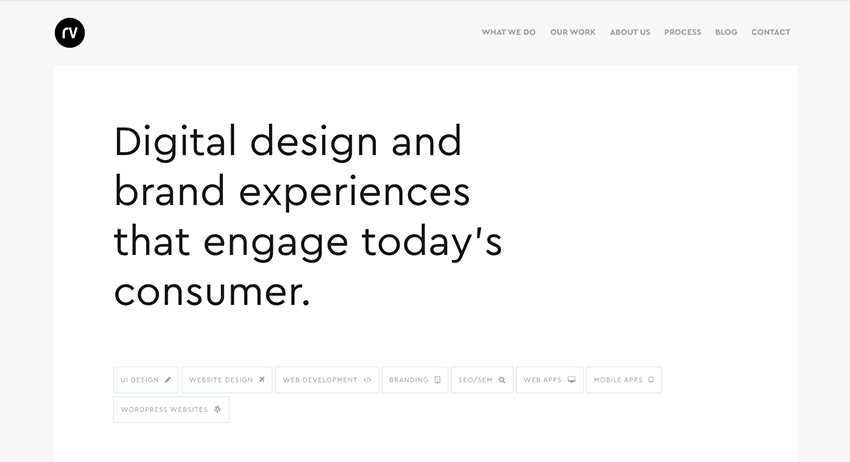 rv
WHAT WE DO OUR WORK ABOUT US PROCESS BLOG CONTACT
Digital design and
brand experiences
that engage today's
consumer.
UI DESIGN WEBSITE DESIGN WEB DEVELOPMENT </> BRANDING SEO/SEM WEB APPS MOBILE APPS
WORDPRESS WEBSITES